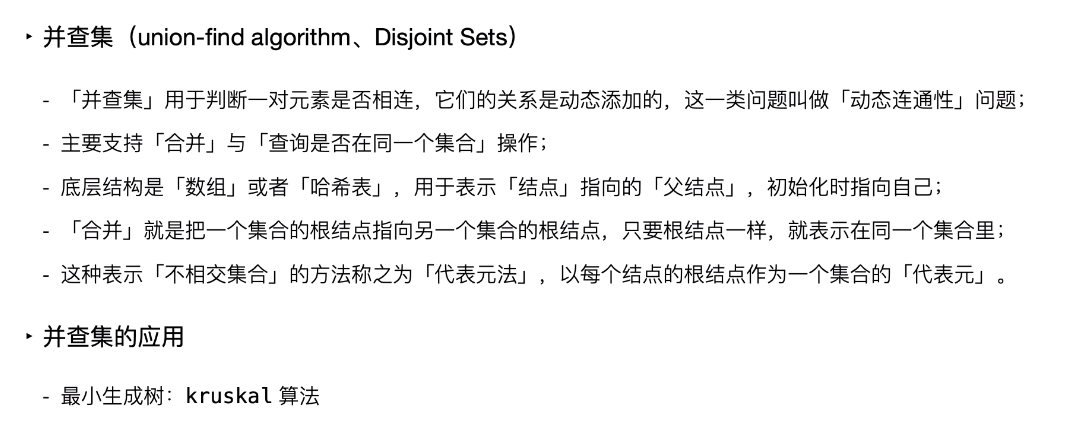 ‣ 并查集（union-find algorithm、Disjoint Sets）
- 「并查集」用于判断一对元素是否相连，它们的关系是动态添加的，这一类问题叫做「动态连通性」问题；
- 主要支持「合并」与「查询是否在同一个集合」操作；
- 底层结构是「数组」或者「哈希表」，用于表示「结点」指向的「父结点」，初始化时指向自己；
- 「合并」就是把一个集合的根结点指向另一个集合的根结点，只要根结点一样，就表示在同一个集合里；
- 这种表示「不相交集合」的方法称之为「代表元法」，以每个结点的根结点作为一个集合的「代表元」。
‣ 并查集的应用
- 最小生成树：kruskal 算法